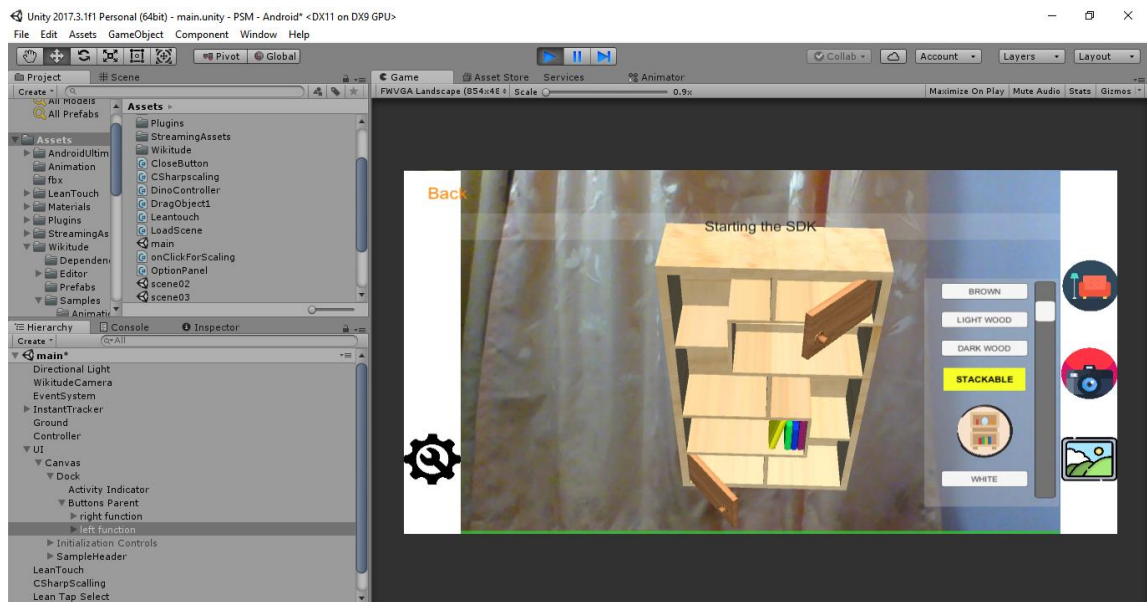 Unity 2017.3.1f1 Personal (64bit) - main.unity - PSM - Android* <DX11 on DX9 GPU>
File Edit Assets GameObject Component Window Help
Pivot Global Collab Account Layers Layout
Project Scene
Create
All Models
All Prefabs
Assets
AndroidUltim
Animation
fbx
LeanTouch
Materials
Plugins
StreamingAs
Wikitude
Dependen
Editor
Prefabs
Samples
Animatic
Assets
Plugins
StreamingAssets
Wikitude
CloseButton
CSharpscaling
DinoController
DragObject1
Leantouch
LoadScene
main
onClickForScaling
OptionPanel
scene02
scene03
Hierarchy Console Inspector
Create All
main*
Directional Light
WikitudeCamera
EventSystem
InstantTracker
Ground
Controller
UI
Canvas
Dock
Activity Indicator
Buttons Parent
right function
left function
Initialization Controls
SampleHeader
LeanTouch
CSharpScalling
Lean Tap Select
Game Asset Store Services Animator
FWVGA Landscape (854x48 Scale 0.9x Maximize On Play Mute Audio Stats Gizmos
Back
Starting the SDK
BROWN
LIGHT WOOD
DARK WOOD
STACKABLE
WHITE